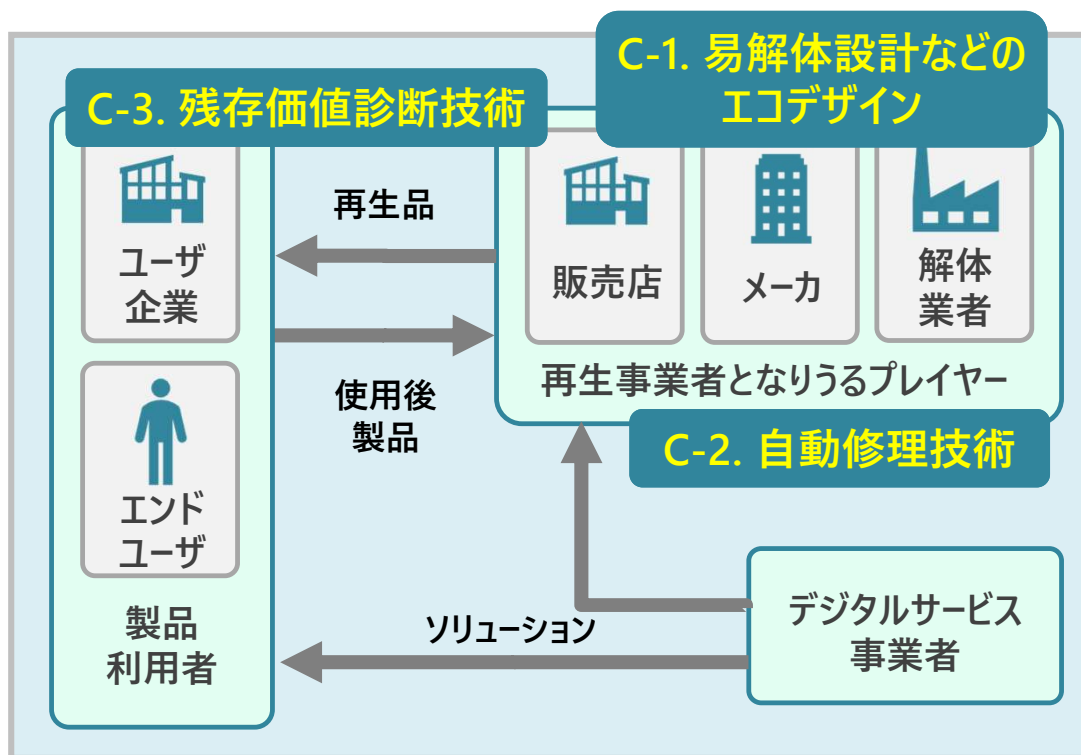 C-1. 易解体設計などの
エコデザイン
C-3. 残存価値診断技術
ユーザ
企業
エンド
ユーザ
製品
利用者
再生品
使用後
製品
販売店
メーカ
解体
業者
再生事業者となりうるプレイヤー
C-2. 自動修理技術
ソリューション
デジタルサービス
事業者